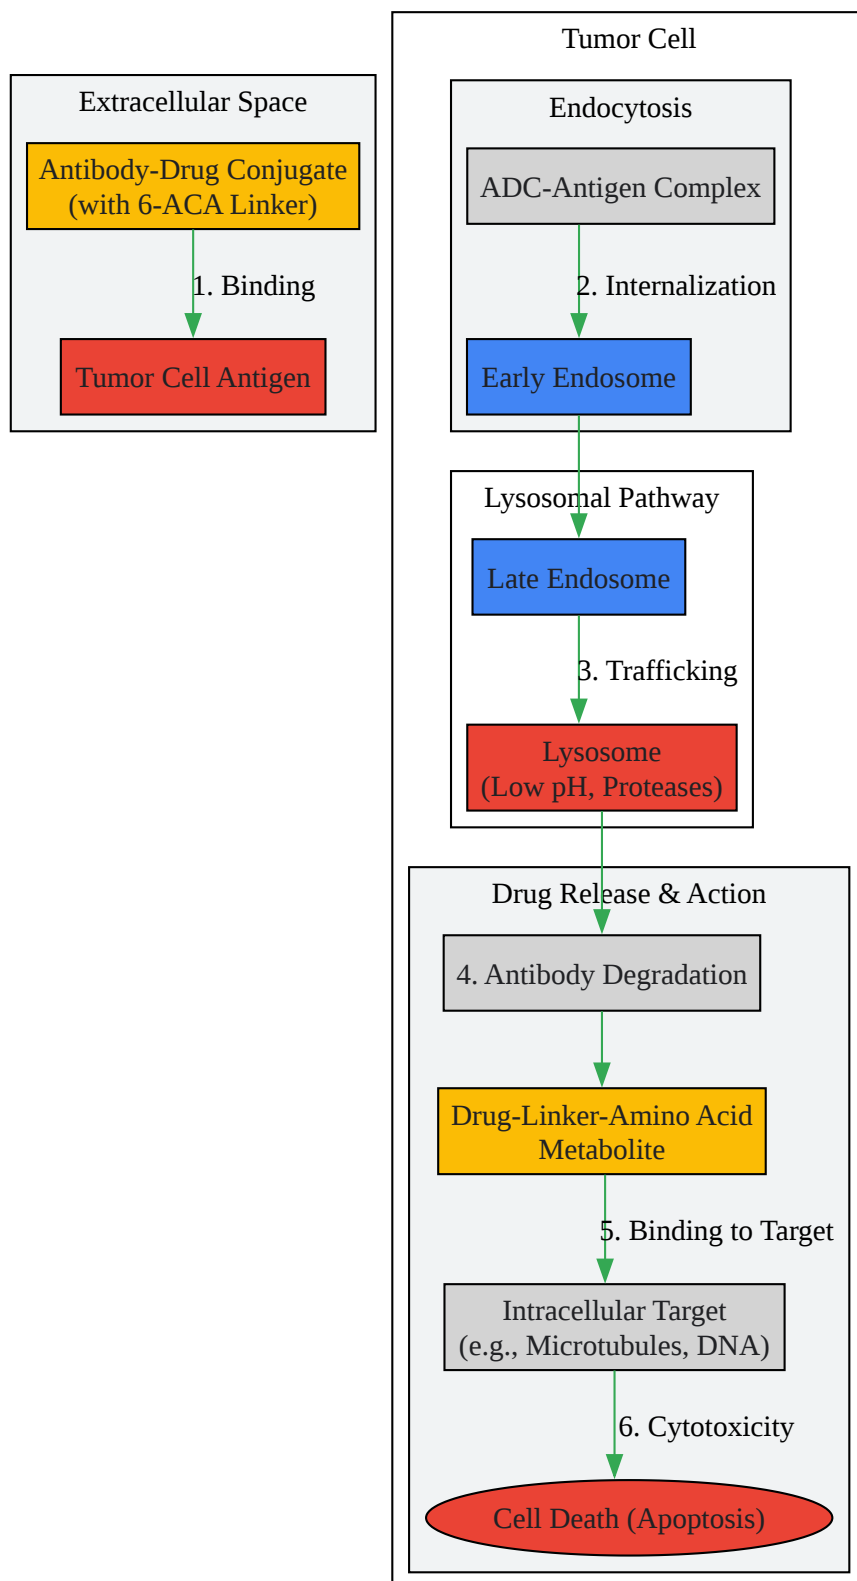 Tumor Cell
Extracellular Space
Antibody-Drug Conjugate
(with 6-ACA Linker)
1. Binding
Tumor Cell Antigen
Endocytosis
ADC-Antigen Complex
2. Internalization
Early Endosome
Lysosomal Pathway
Late Endosome
3. Trafficking
Lysosome
(Low pH, Proteases)
Drug Release & Action
4. Antibody Degradation
Drug-Linker-Amino Acid
Metabolite
5. Binding to Target
Intracellular Target
(e.g., Microtubules, DNA)
6. Cytotoxicity
Cell Death (Apoptosis)